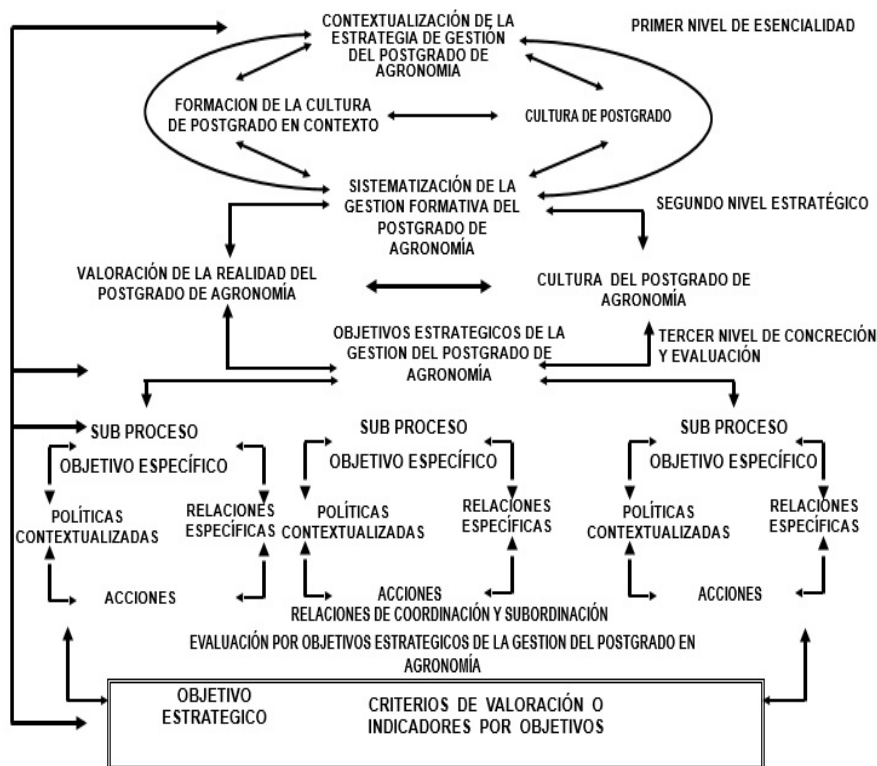 CONTEXTUALIZACIÓN DE LA
ESTRATEGIA DE GESTIÓN
DEL POSTGRADO DE
AGRONOMÍA
PRIMER NIVEL DE ESENCIALIDAD
FORMACION DE LA CULTURA
DE POSTGRADO EN CONTEXTO
CULTURA DE POSTGRADO
SISTEMATIZACIÓN DE LA
GESTION FORMATIVA DEL
POSTGRADO DE
AGRONOMÍA
SEGUNDO NIVEL ESTRATÉGICO
VALORACIÓN DE LA REALIDAD DEL
POSTGRADO DE AGRONOMÍA
CULTURA DEL POSTGRADO DE
AGRONOMÍA
OBJETIVOS ESTRATEGICOS DE LA
GESTION DEL POSTGRADO DE
AGRONOMÍA
TERCER NIVEL DE CONCRECIÓN
Y EVALUACIÓN
SUB PROCESO
OBJETIVO ESPECÍFICO
POLÍTICAS
CONTEXTUALIZADAS
RELACIONES
ESPECÍFICAS
ACCIONES
SUB PROCESO
OBJETIVO ESPECÍFICO
POLÍTICAS
CONTEXTUALIZADAS
RELACIONES
ESPECÍFICAS
ACCIONES
SUB PROCESO
OBJETIVO ESPECÍFICO
POLÍTICAS
CONTEXTUALIZADAS
RELACIONES
ESPECÍFICAS
ACCIONES
RELACIONES DE COORDINACIÓN Y SUBORDINACIÓN
EVALUACIÓN POR OBJETIVOS ESTRATEGICOS DE LA GESTION DEL POSTGRADO EN
AGRONOMÍA
OBJETIVO
ESTRATEGICO
CRITERIOS DE VALORACIÓN O
INDICADORES POR OBJETIVOS